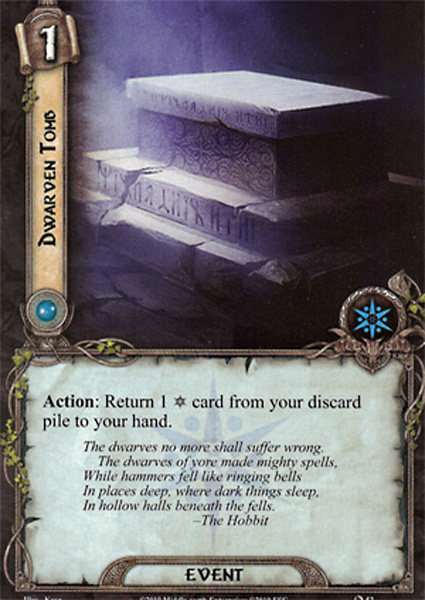 1
DWARVEN TOMB
Action: Return 1 card from your discard
pile to your hand.
The dwarves no more shall suffer wrong.
The dwarves of yore made mighty spells,
While hammers fell like ringing bells
In places deep, where dark things sleep,
In hollow halls beneath the fells.
–The Hobbit
EVENT